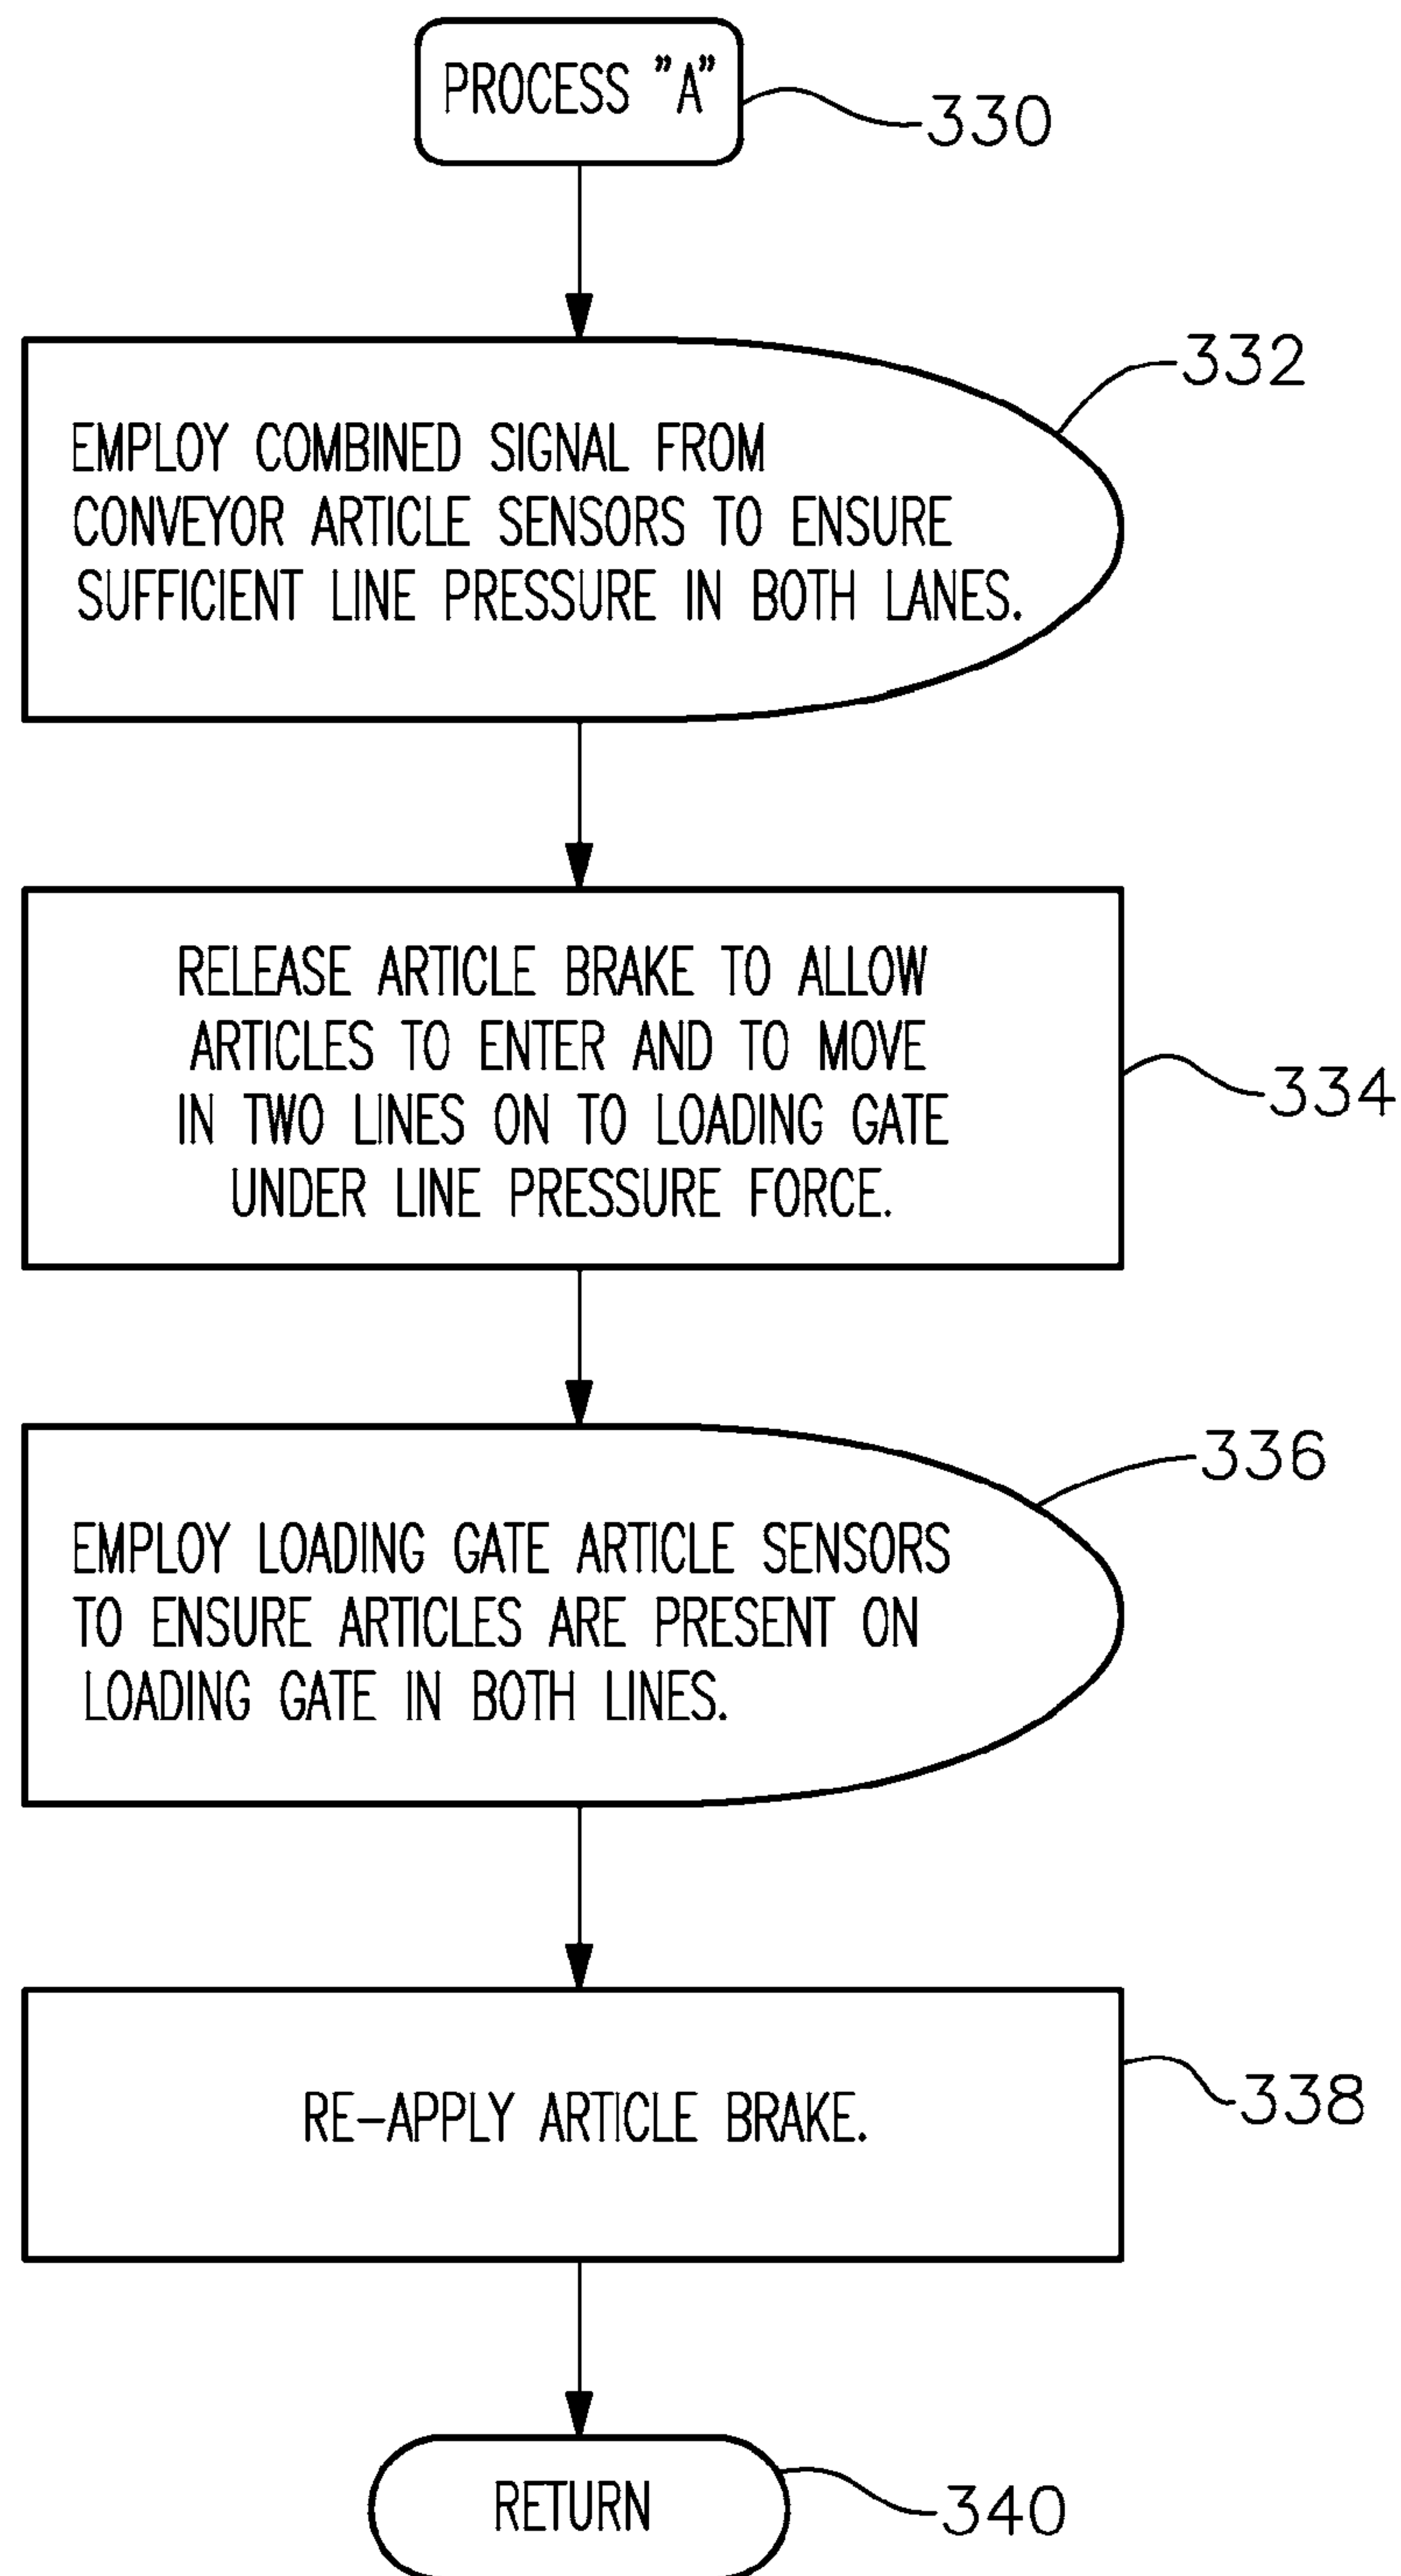 PROCESS "A"
330
332
EMPLOY COMBINED SIGNAL FROM
CONVEYOR ARTICLE SENSORS TO ENSURE
SUFFICIENT LINE PRESSURE IN BOTH LANES.
RELEASE ARTICLE BRAKE TO ALLOW
ARTICLES TO ENTER AND TO MOVE
IN TWO LINES ON TO LOADING GATE
UNDER LINE PRESSURE FORCE.
334
336
EMPLOY LOADING GATE ARTICLE SENSORS
TO ENSURE ARTICLES ARE PRESENT ON
LOADING GATE IN BOTH LINES.
338
RE-APPLY ARTICLE BRAKE.
RETURN
340